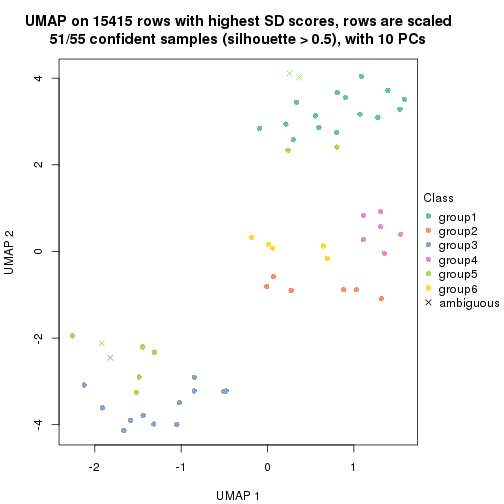 UMAP on 15415 rows with highest SD scores, rows are scaled
51/55 confident samples (silhouette > 0.5), with 10 PCs
4
2
0
-2
-4
UMAP 2
-2
-1
0
1
UMAP 1
Class
group1
group2
group3
group4
group5
group6
ambiguous